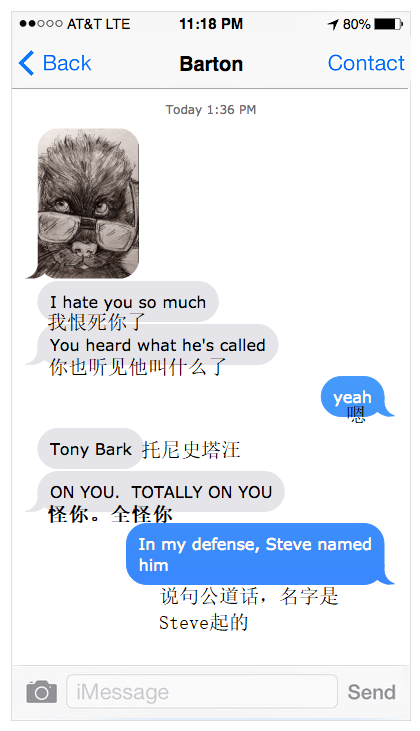 AT&T LTE 11:18 PM 80%
Back Barton Contact
Today 1:36 PM
I hate you so much
我恨死你了
You heard what he's called
你也听见他叫什么了
yeah
嗯
Tony Bark 托尼史塔汪
ON YOU. TOTALLY ON YOU
怪你。全怪你
In my defense, Steve named
him
说句公道话，名字是
Steve起的
iMessage Send